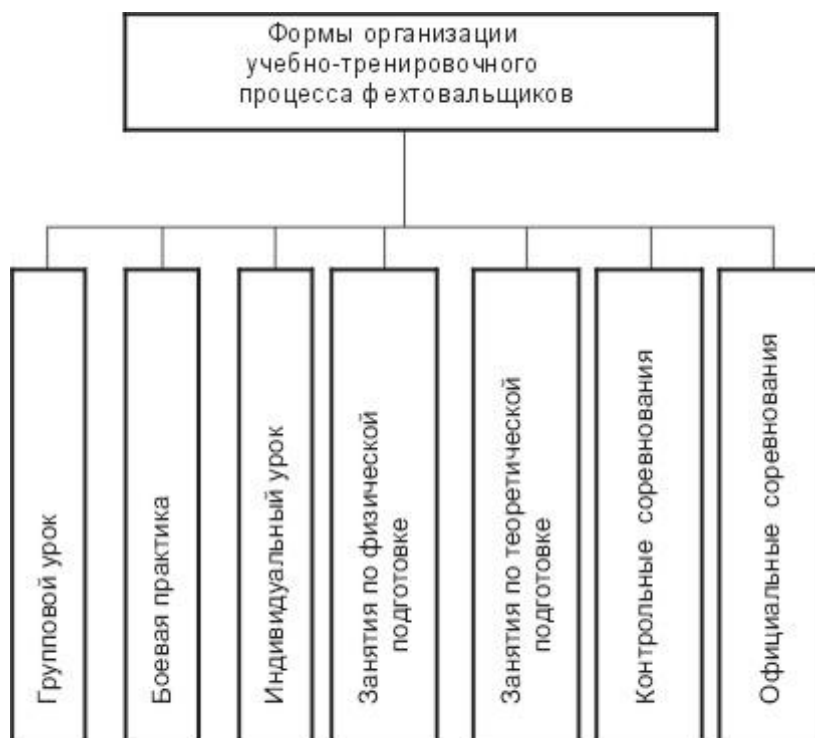 Формы организации
учебно-тренировочного
процесса фехтовальщиков
Групповой урок
Боевая практика
Индивидуальный урок
Занятия по физической
подготовке
Занятия по теоретической
подготовке
Контрольные соревнования
Официальные соревнования